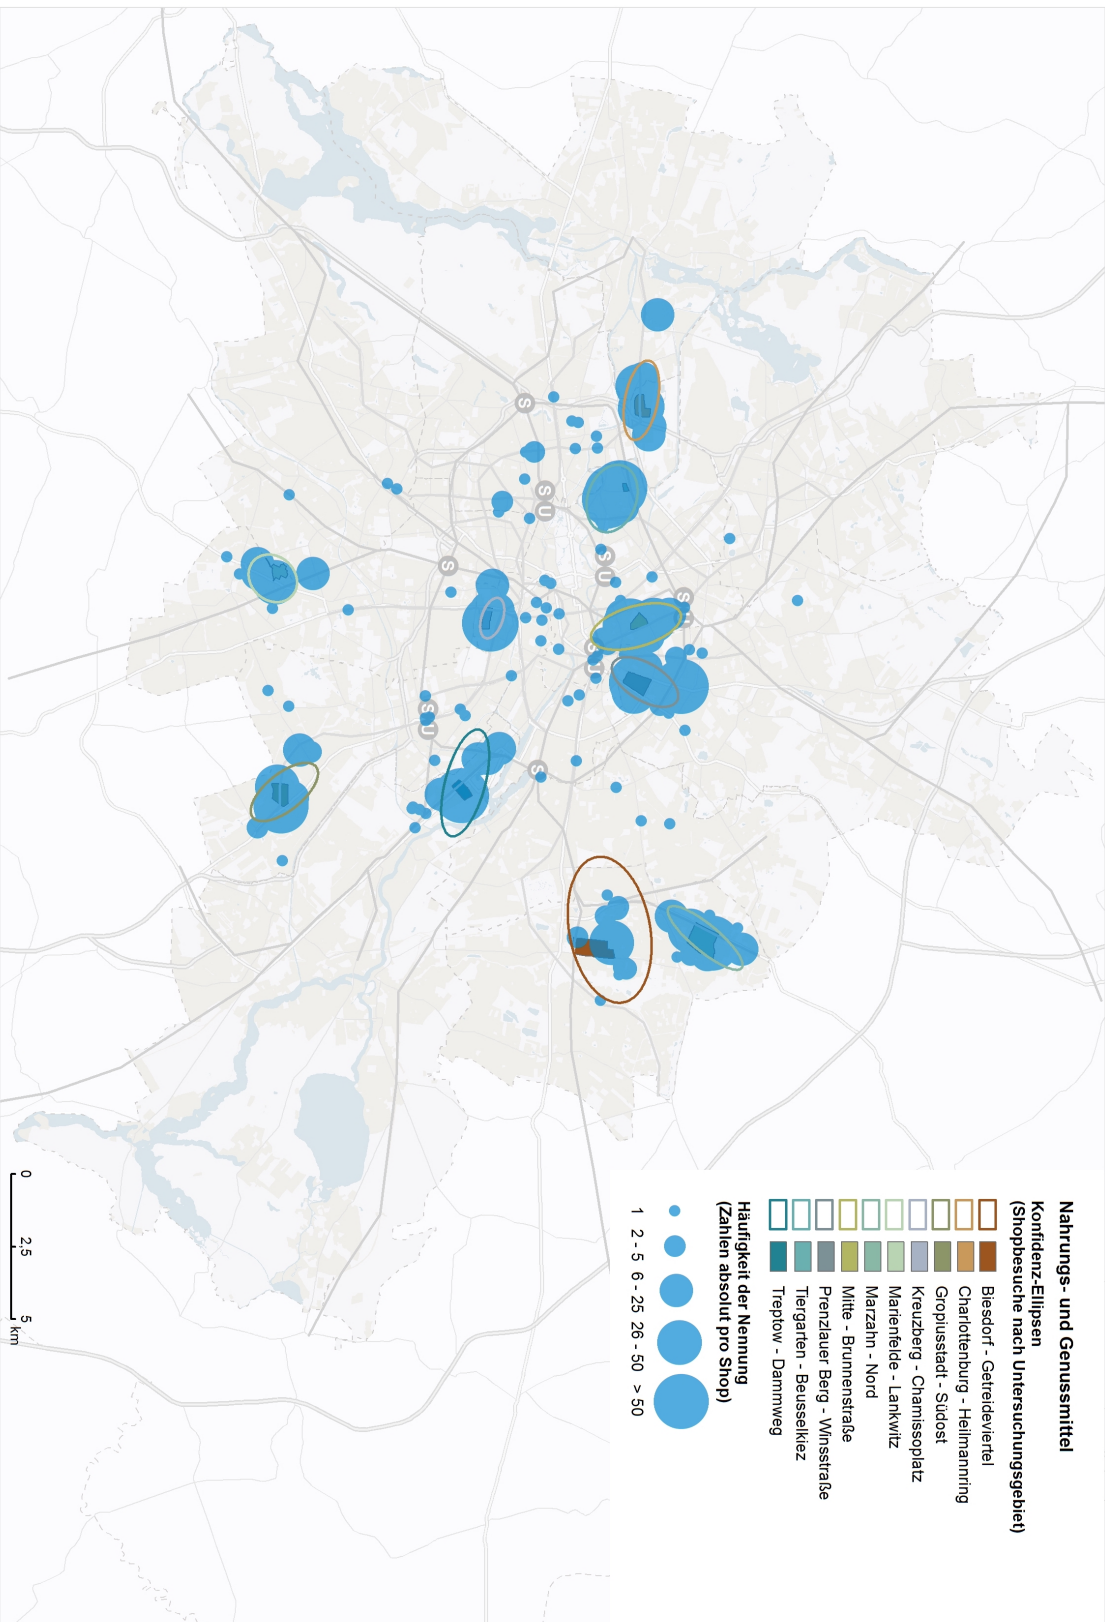 Nahrungs- und Genussmittel
Konfidenz-Ellipsen
(Shopbesuche nach Untersuchungsgebiet)
Biesdorf - Getreideviertel
Charlottenburg - Heilmannring
Gropiusstadt - Südost
Kreuzberg - Chamissoplatz
Marienfelde - Lankwitz
Marzahn - Nord
Mitte - Brunnenstraße
Prenzlauer Berg - Winsstraße
Tiergarten - Beusselkiez
Treptow - Dammweg
Häufigkeit der Nennung
(Zahlen absolut pro Shop)
1 2 - 5 6 - 25 26 - 50 > 50
0 2,5 5 km
S
S U
S U
S U
S U
S
S U
S